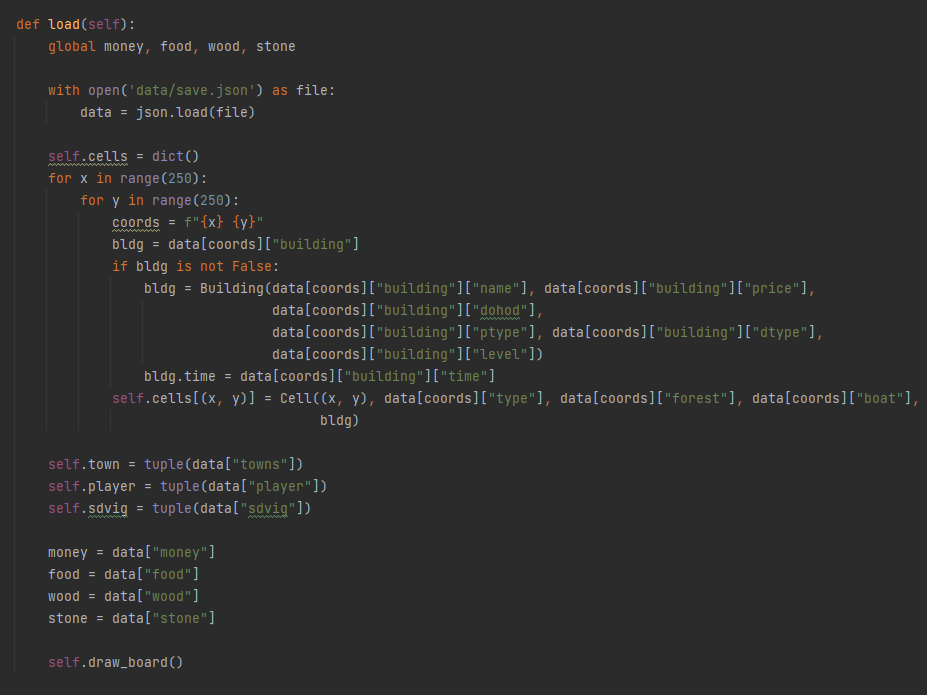 def load(self):
    global money, food, wood, stone

    with open('data/save.json') as file:
        data = json.load(file)

    self.cells = dict()
    for x in range(250):
        for y in range(250):
            coords = f"{x} {y}"
            bldg = data[coords]["building"]
            if bldg is not False:
                bldg = Building(data[coords]["building"]["name"], data[coords]["building"]["price"],
                                data[coords]["building"]["dohod"],
                                data[coords]["building"]["ptype"], data[coords]["building"]["dtype"],
                                data[coords]["building"]["level"])
                bldg.time = data[coords]["building"]["time"]
            self.cells[(x, y)] = Cell((x, y), data[coords]["type"], data[coords]["forest"], data[coords]["boat"],
                                      bldg)

    self.town = tuple(data["towns"])
    self.player = tuple(data["player"])
    self.sdvig = tuple(data["sdvig"])

    money = data["money"]
    food = data["food"]
    wood = data["wood"]
    stone = data["stone"]

    self.draw_board()